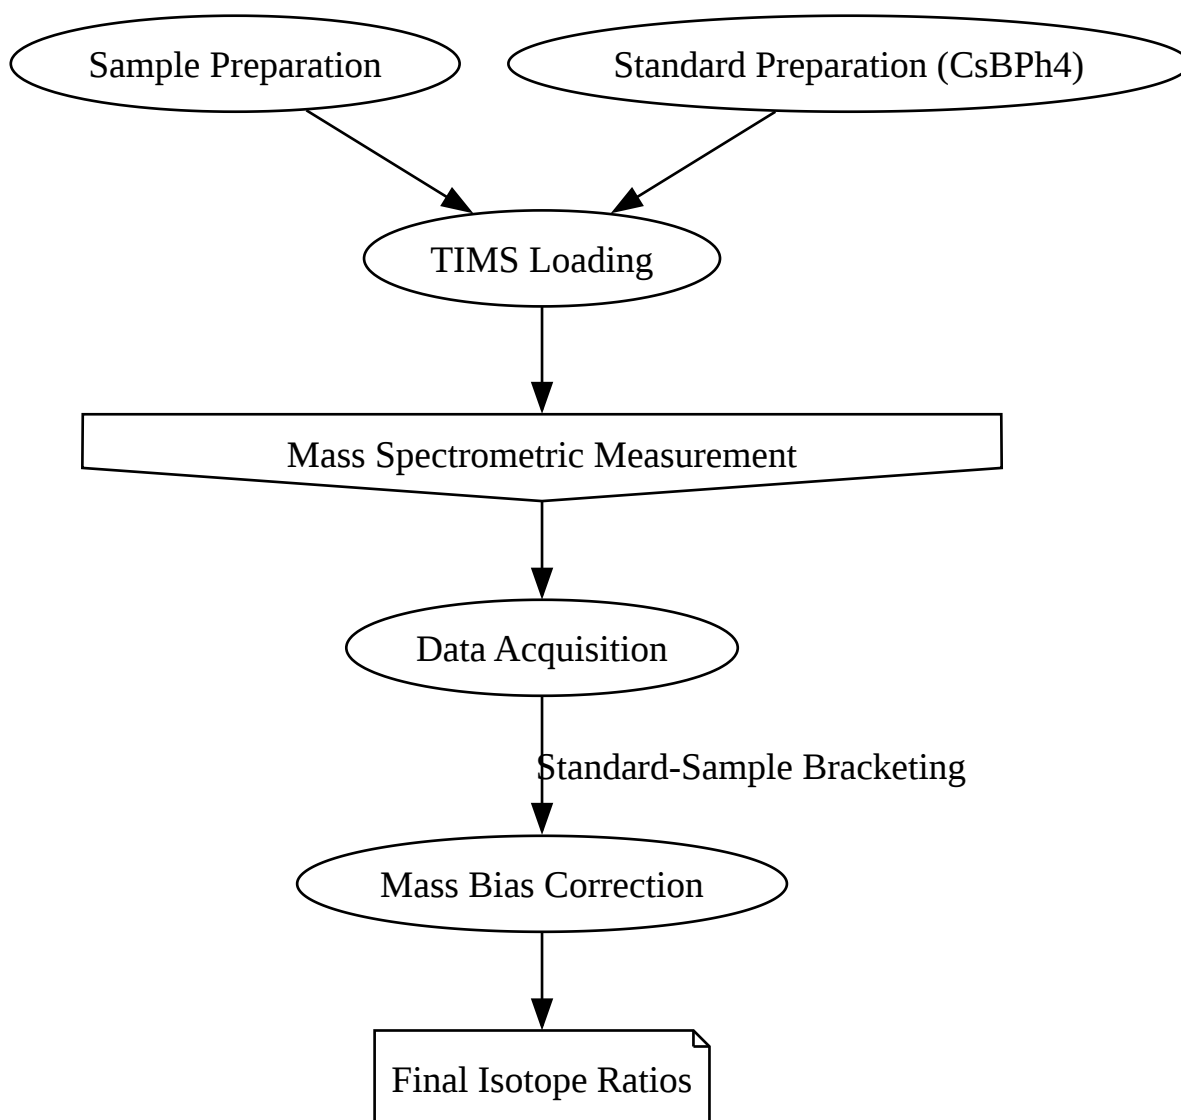 Sample Preparation
Standard Preparation (CsBPh4)
TIMS Loading
Mass Spectrometric Measurement
Data Acquisition
Standard-Sample Bracketing
Mass Bias Correction
Final Isotope Ratios